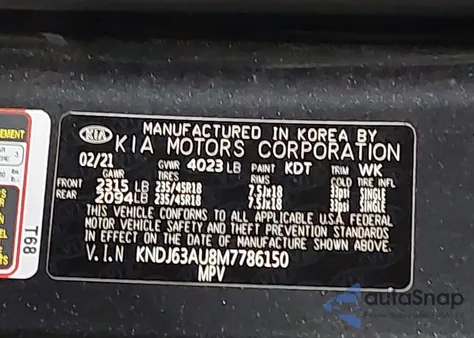 MANUFACTURED IN KOREA BY
KIA KIA MOTORS CORPORATION
02/21 GVWR 4023 LB PAINT KDT TRIM WK
GAWR TIRES RIMS COLD TIRE INFL
FRONT 2315 LB 235/45R18 7.5Jx18 33psi SINGLE
REAR 2094 LB 235/45R18 7.5Jx18 33psi SINGLE
THIS VEHICLE CONFORMS TO ALL APPLICABLE U.S.A. FEDERAL
MOTOR VEHICLE SAFETY AND THEFT PREVENTION STANDARDS
IN EFFECT ON THE DATE OF MANUFACTURE SHOWN ABOVE.
V.I.N KNDJ63AU8M7786150
MPV
T68
EMENT
3
autoSnap